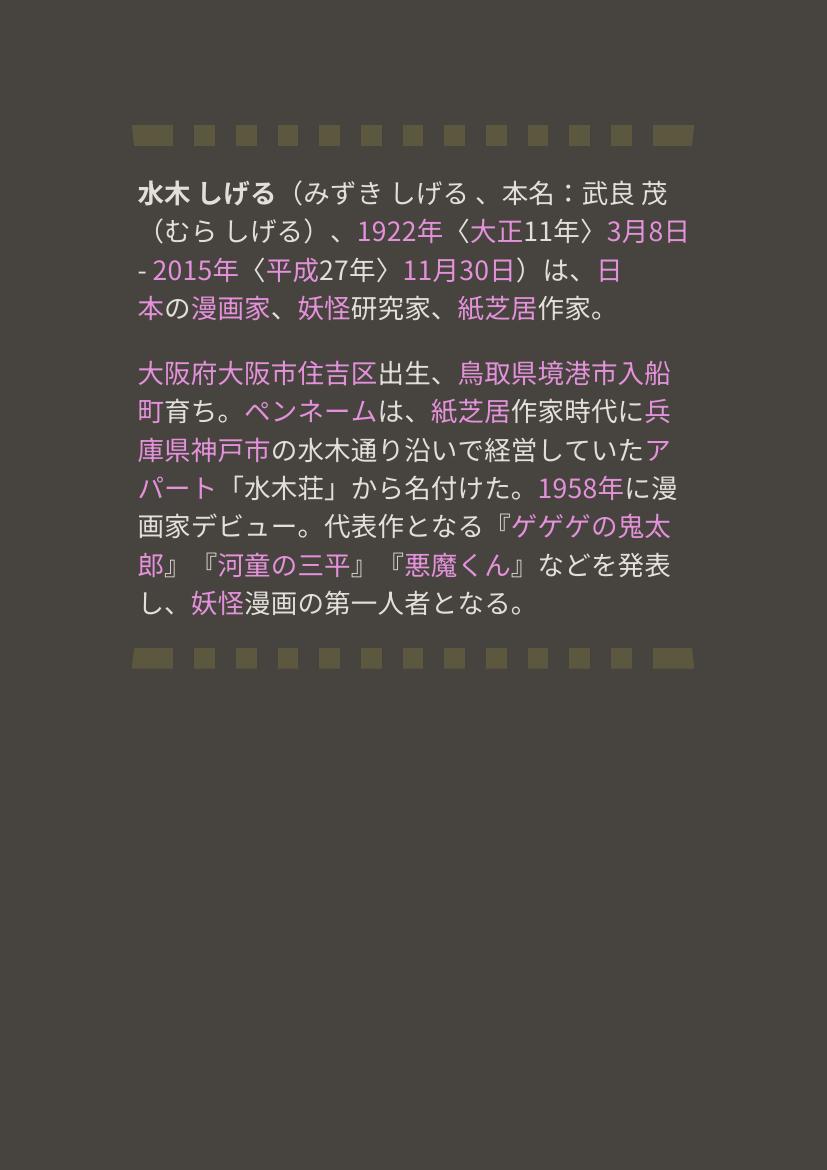 水木 しげる（みずき しげる 、本名：武良 茂
（むら しげる）、1922年〈大正11年〉3月8日
- 2015年〈平成27年〉11月30日）は、日
本の漫画家、妖怪研究家、紙芝居作家。
大阪府大阪市住吉区出生、鳥取県境港市入船
町育ち。ペンネームは、紙芝居作家時代に兵
庫県神戸市の水木通り沿いで経営していたア
パート「水木荘」から名付けた。1958年に漫
画家デビュー。代表作となる『ゲゲゲの鬼太
郎』『河童の三平』『悪魔くん』などを発表
し、妖怪漫画の第一人者となる。